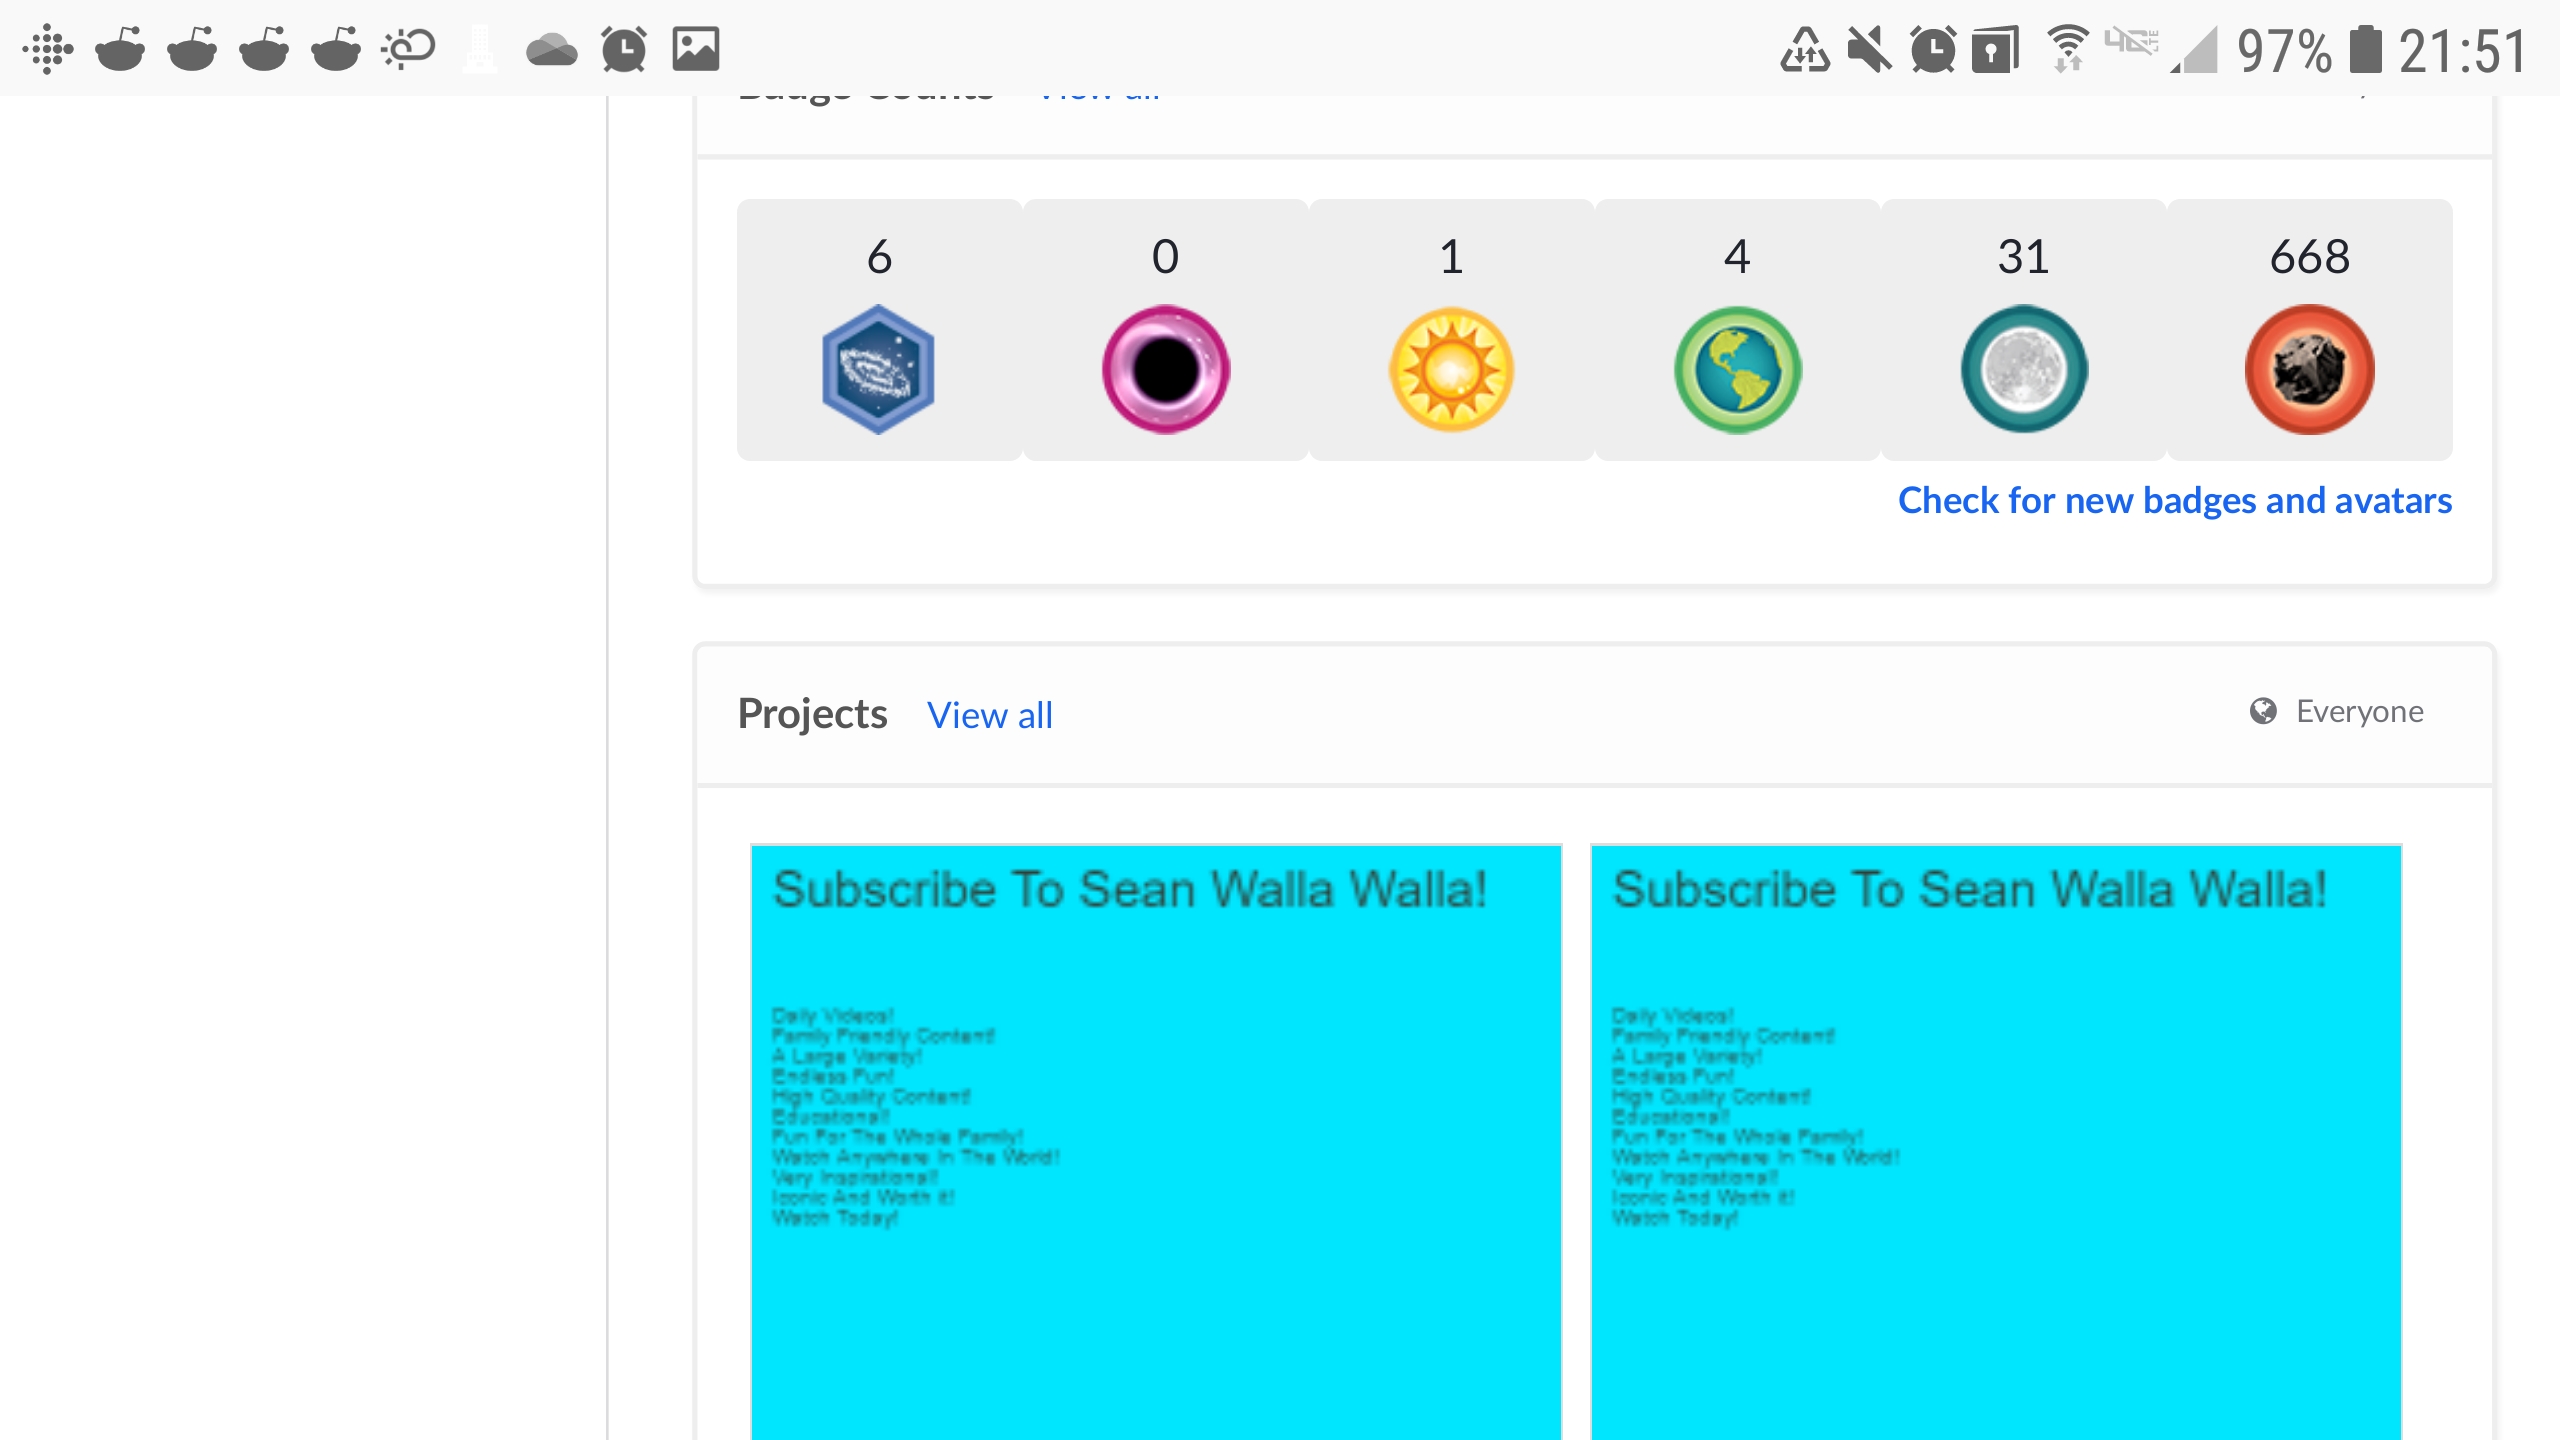 97% 21:51
Badge Counts View all
6 0 1 4 31 668
Check for new badges and avatars
Projects View all Everyone
Subscribe To Sean Walla Walla! Subscribe To Sean Walla Walla!
Daily Videos! Daily Videos!
Family Friendly Content! Family Friendly Content!
A Large Variety! A Large Variety!
Endless Fun! Endless Fun!
High Quality Content! High Quality Content!
Educational! Educational!
Fun For The Whole Family! Fun For The Whole Family!
Watch Anywhere In The World! Watch Anywhere In The World!
Very Inspirational! Very Inspirational!
Iconic And Worth it! Iconic And Worth it!
Watch Today! Watch Today!